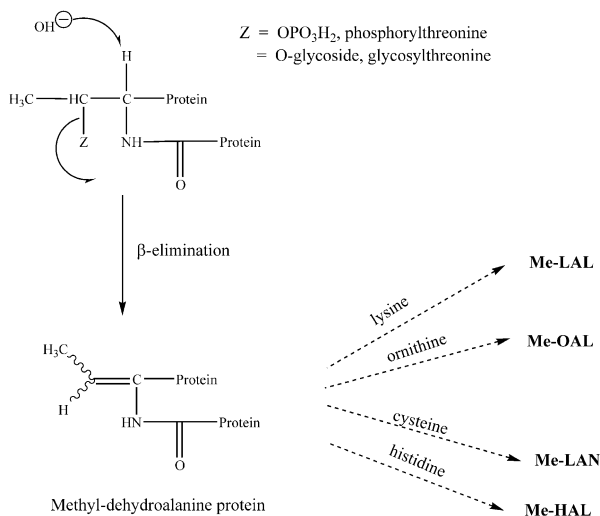 OH⊖
Z = OPO₃H₂, phosphorylthreonine
= O-glycoside, glycosylthreonine
H
H₃C HC C Protein
Z NH Protein
O
β-elimination
Me-LAL
lysine
Me-OAL
ornithine
H₃C
C Protein
H
HN Protein
O
cysteine
Me-LAN
histidine
Me-HAL
Methyl-dehydroalanine protein